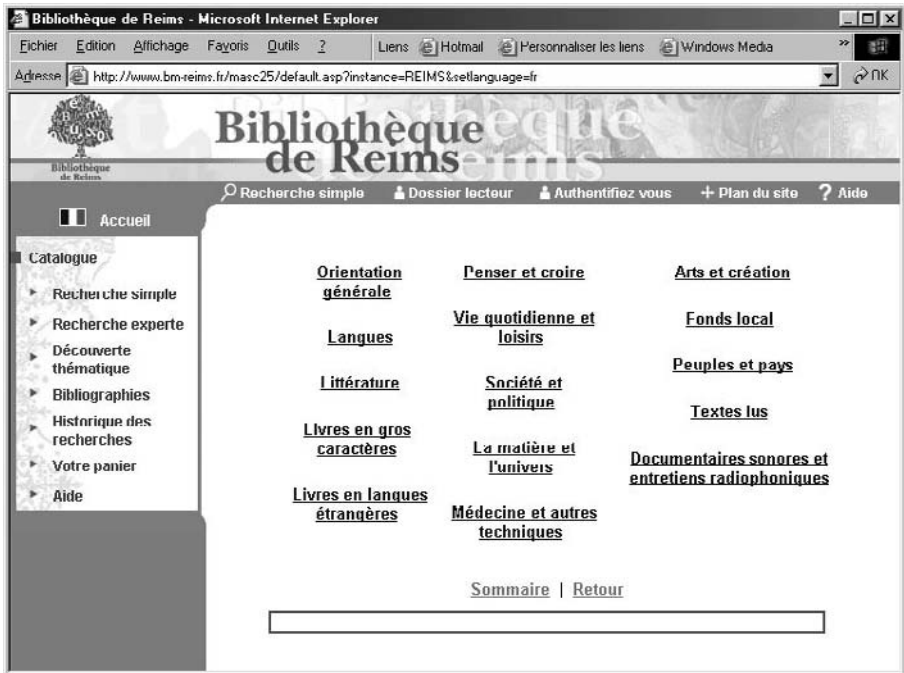 Bibliothèque de Reims - Microsoft Internet Explorer
Fichier Edition Affichage Favoris Outils ? Liens Hotmail Personnaliser les liens Windows Media »
Adresse http://www.bm-reims.fr/masc25/default.asp?instance=REIMS&setlanguage=fr OK
Bibliothèque
de Reims
Bibliothèque
de Reims
Recherche simple Dossier lecteur Authentifiez vous Plan du site ? Aide
Accueil
Catalogue
Recherche simple
Recherche experte
Découverte
thématique
Bibliographies
Historique des
recherches
Votre panier
Aide
Orientation
générale
Langues
Littérature
Livres en gros
caractères
Livres en langues
étrangères
Penser et croire
Vie quotidienne et
loisirs
Société et
politique
La matière et
l'univers
Médecine et autres
techniques
Arts et création
Fonds local
Peuples et pays
Textes lus
Documentaires sonores et
entretiens radiophoniques
Sommaire | Retour